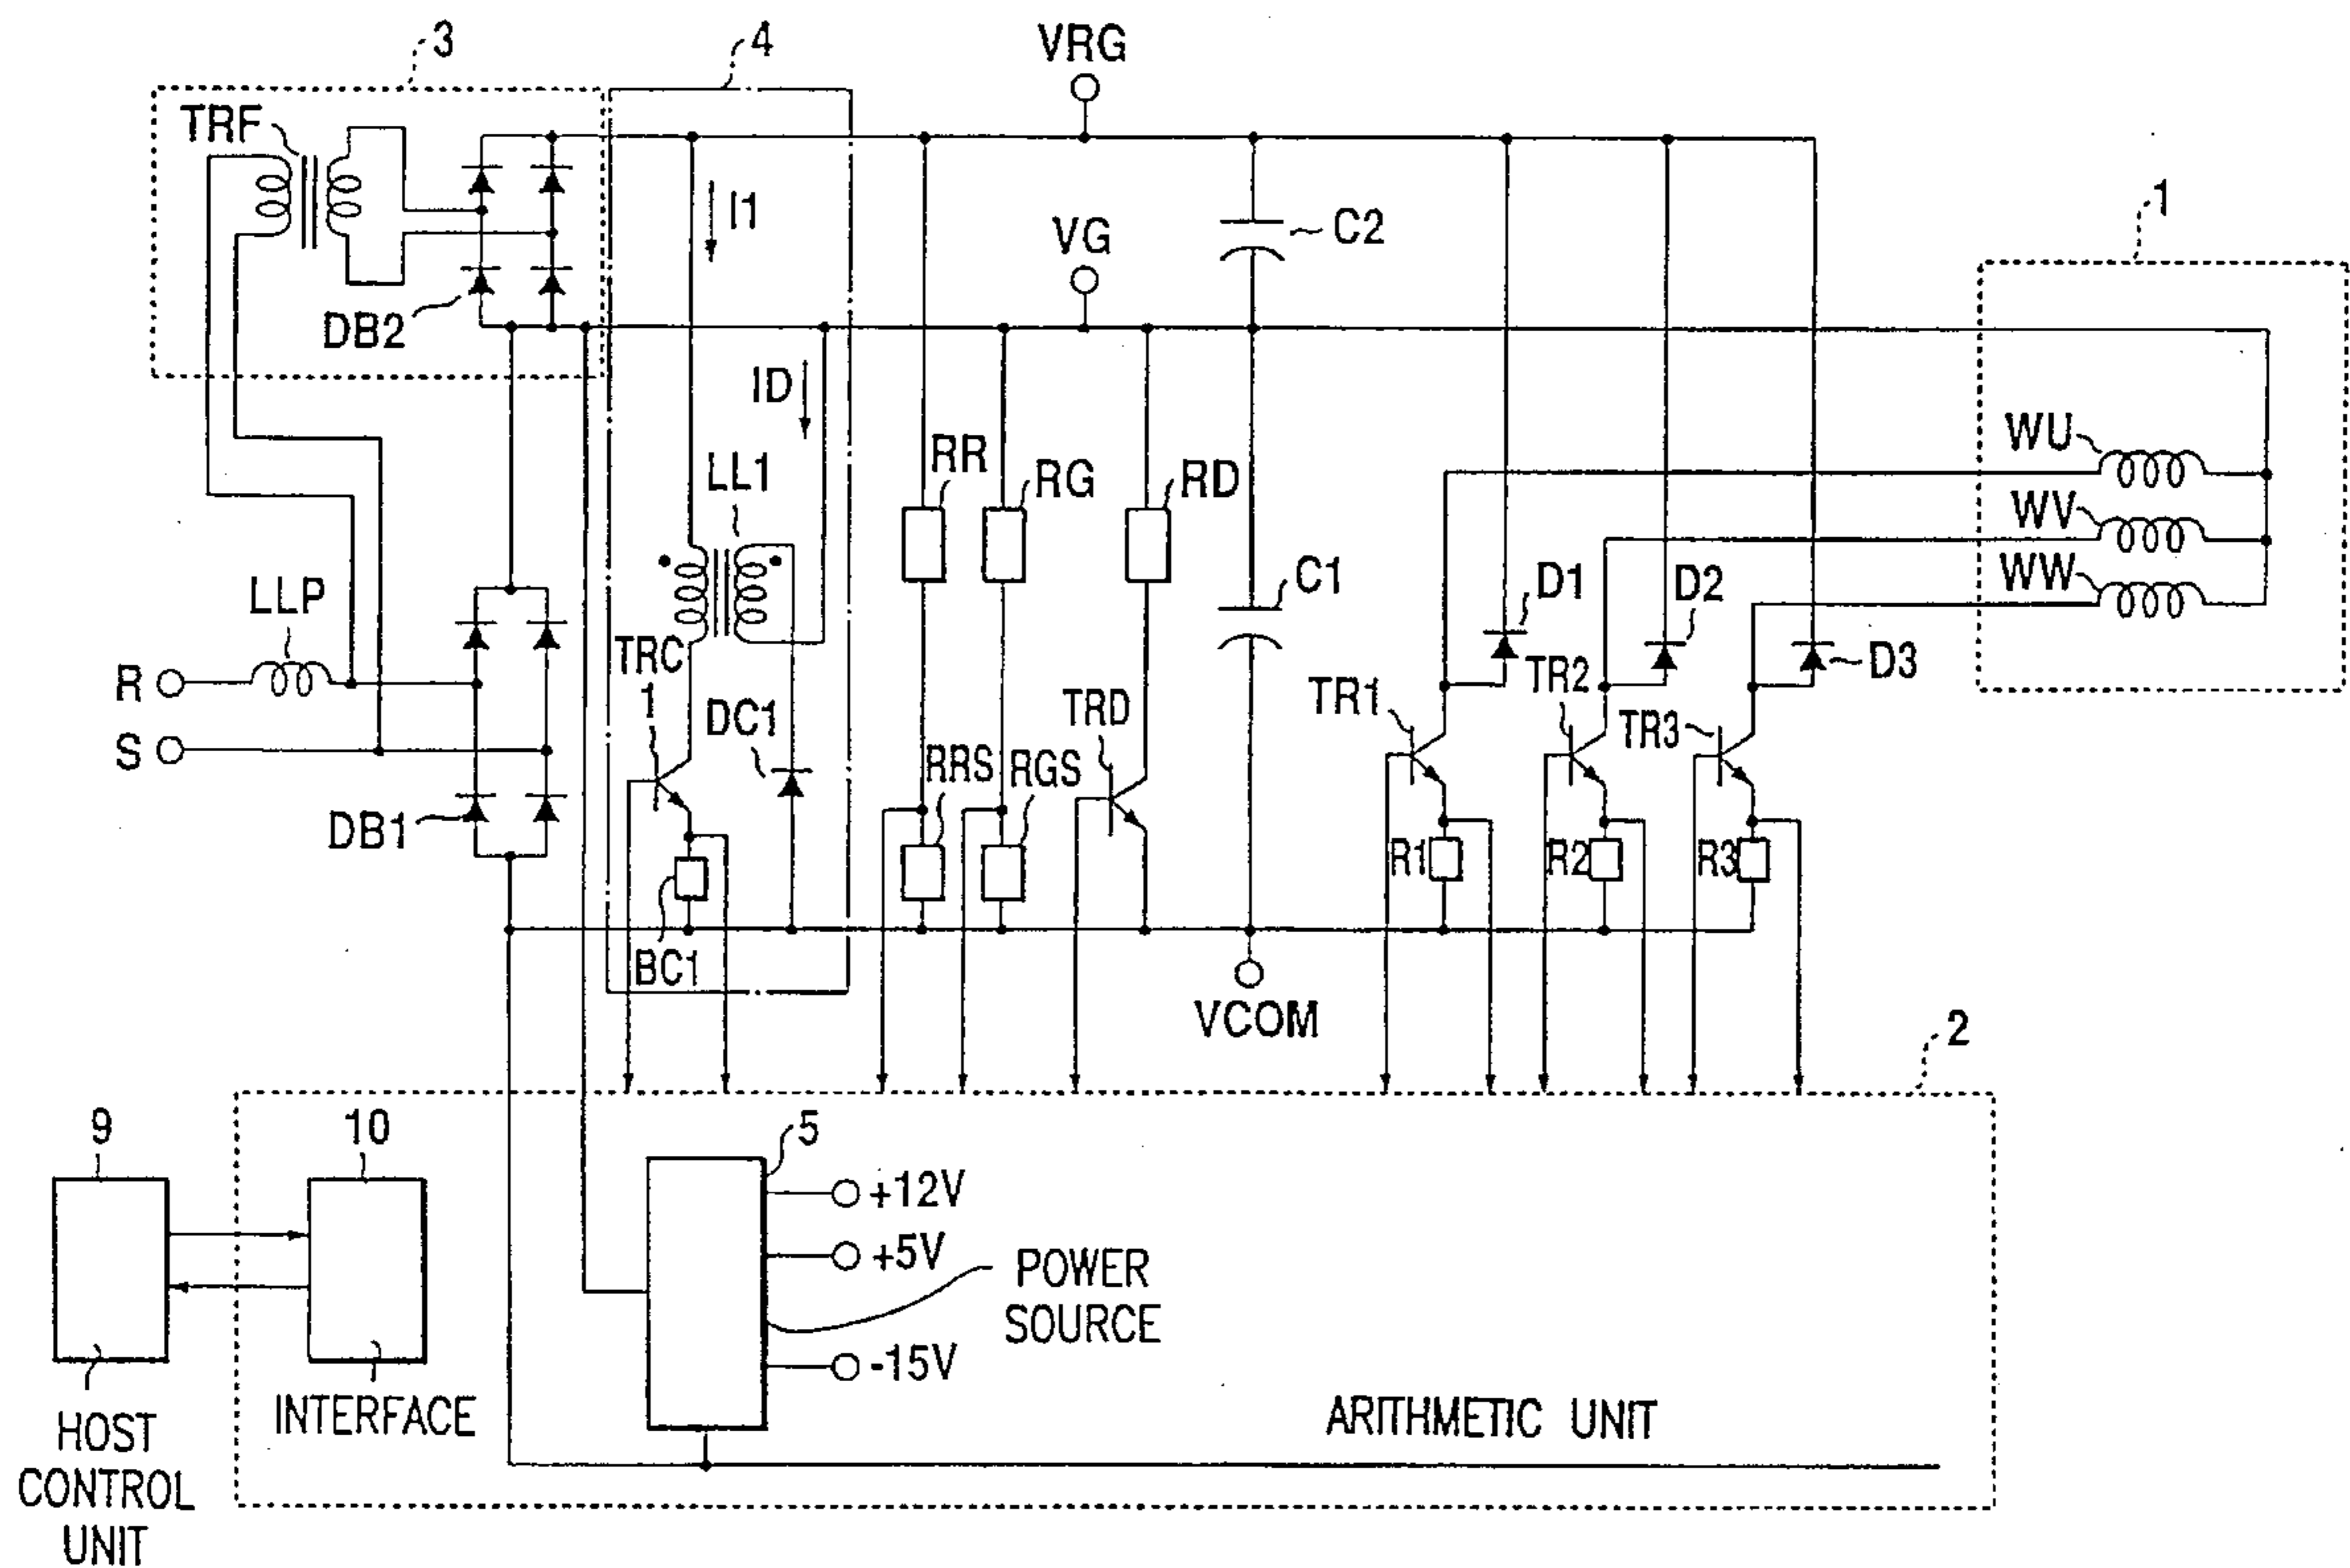 3
4
VRG
TRF
I1
VG
C2
1
DB2
ID
WU
RR
LL1
RG
RD
WV
C1
WW
LLP
D1
D2
TRC
1
R
D3
TR1
TR2
DC1
TRD
TR3
S
RRS
RGS
DB1
R1
R2
R3
BC1
VCOM
2
9
10
5
+12V
+5V
POWER
SOURCE
-15V
INTERFACE
ARITHMETIC UNIT
HOST
CONTROL
UNIT